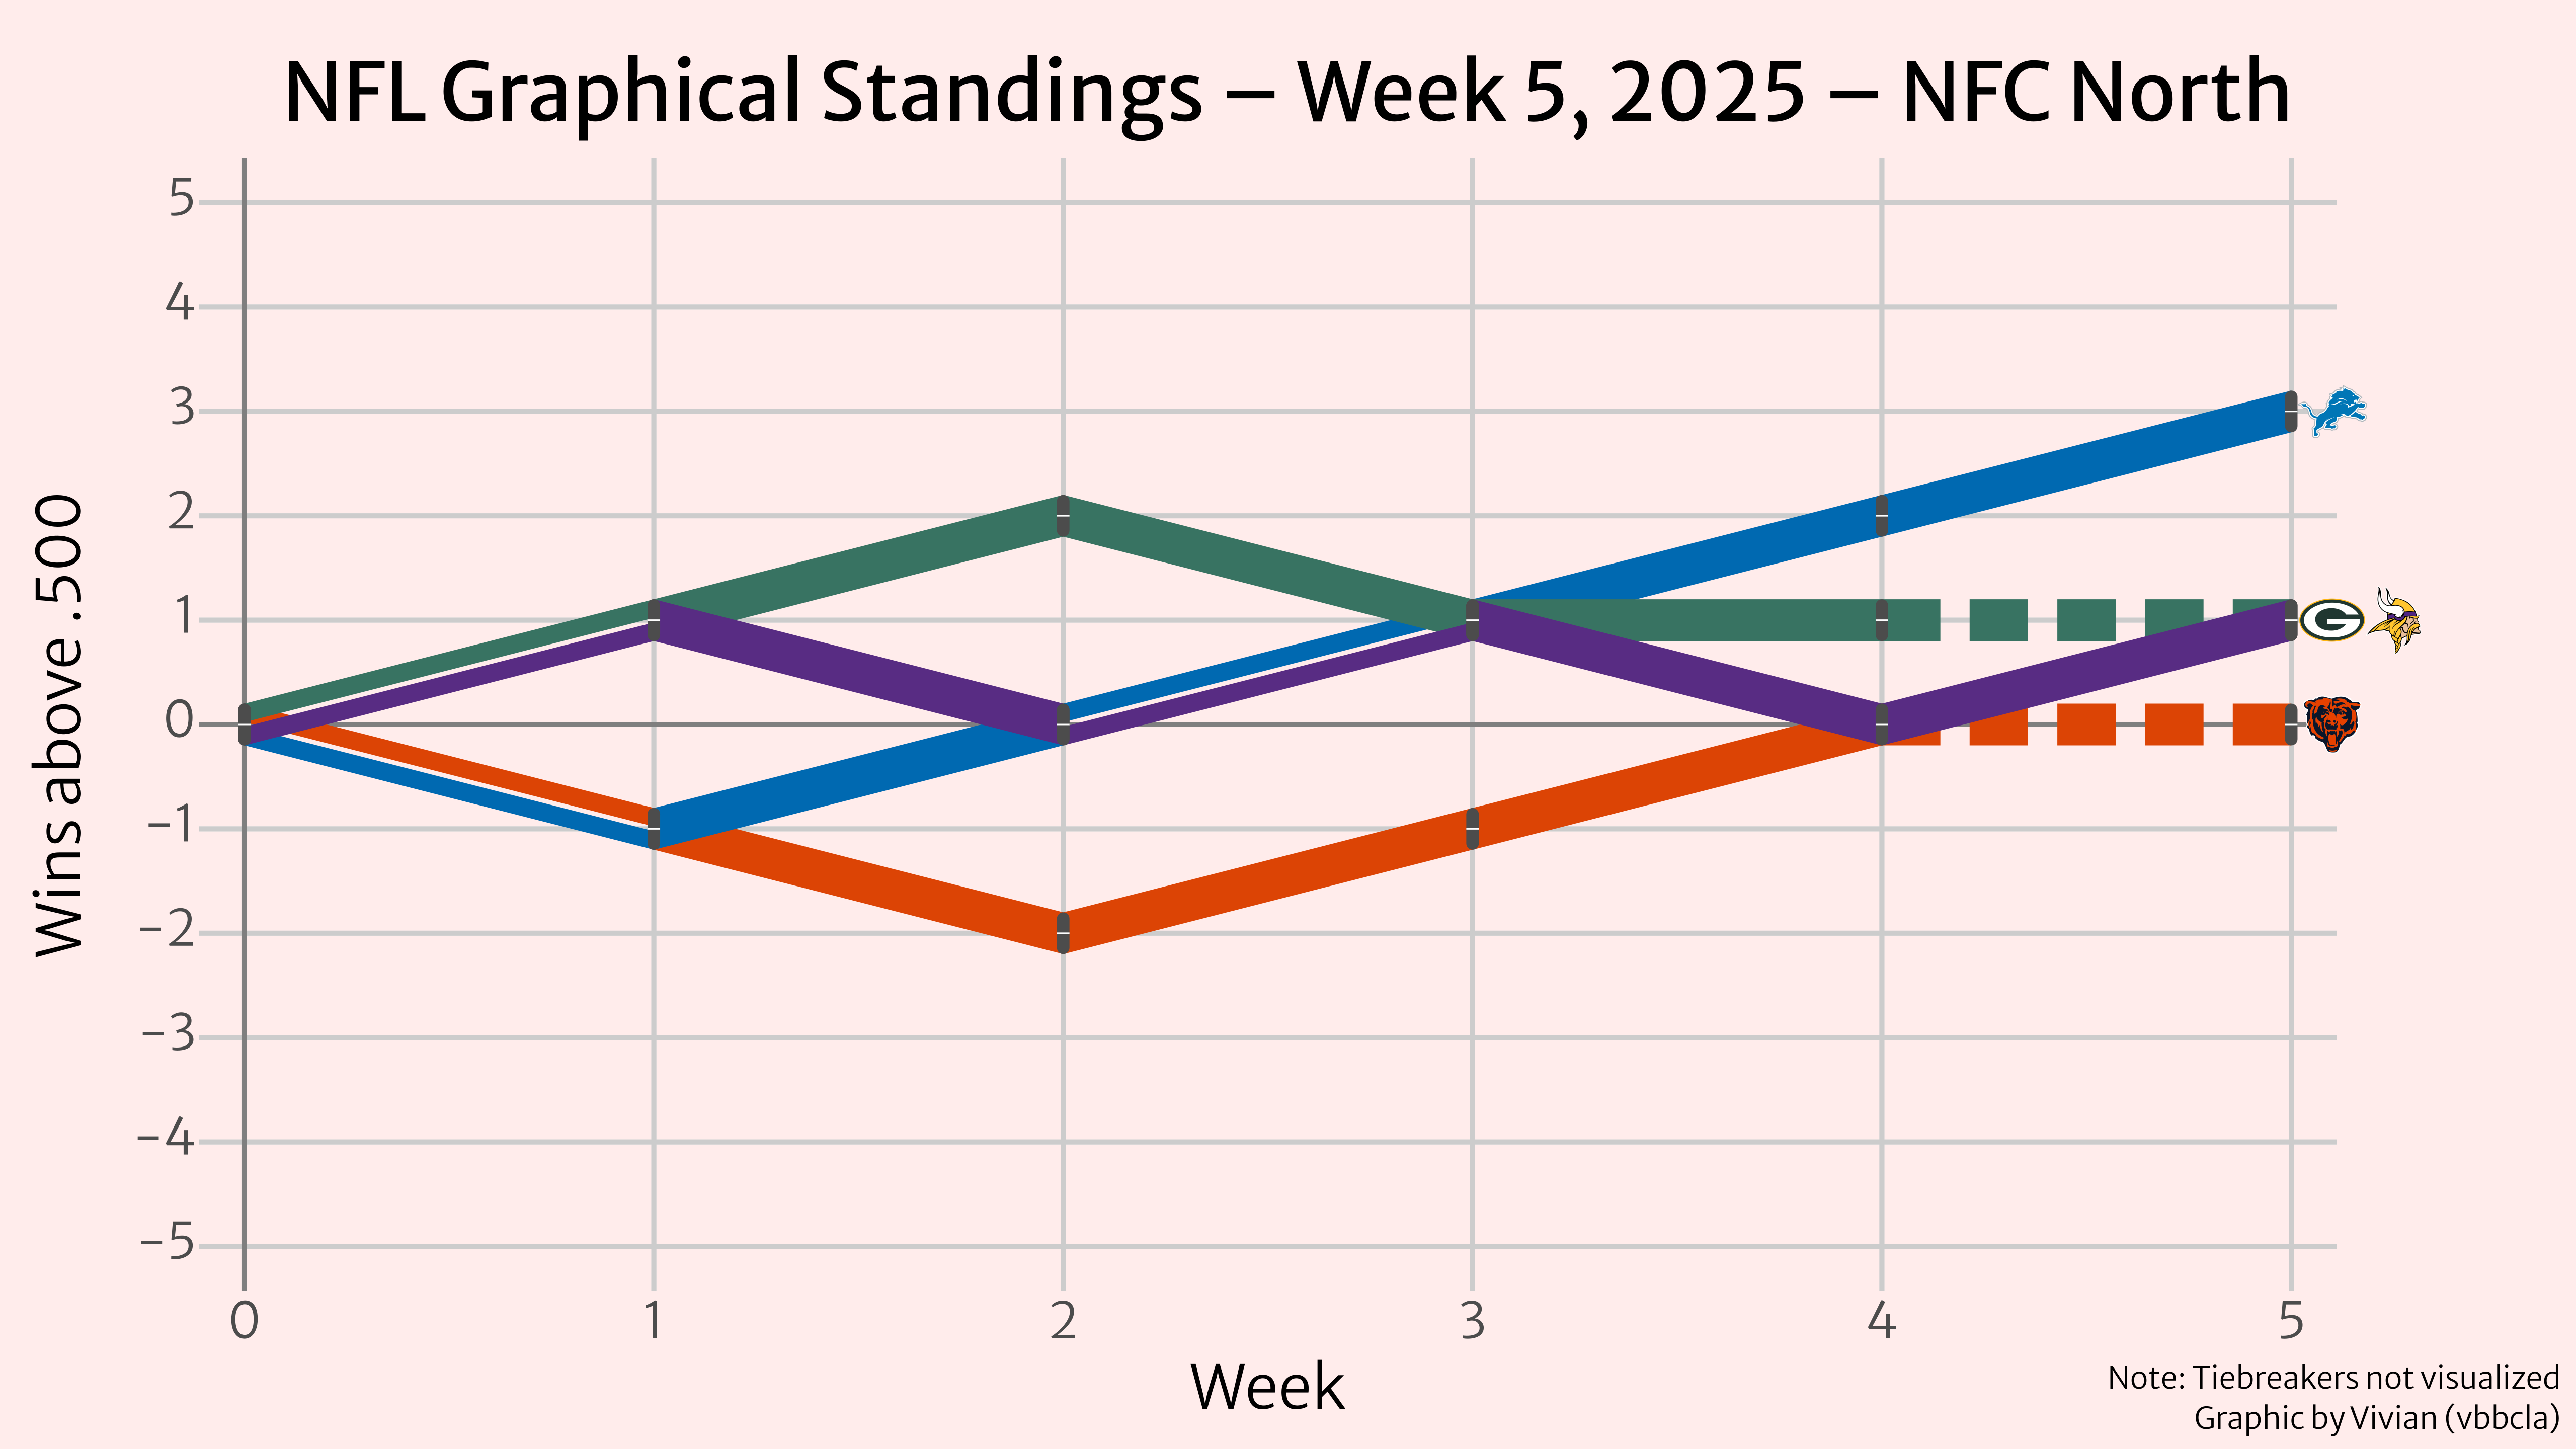 NFL Graphical Standings – Week 5, 2025 – NFC North
Wins above .500
5
4
3
2
1
0
−1
−2
−3
−4
−5
G
0 1 2 3 4 5
Week
Note: Tiebreakers not visualized
Graphic by Vivian (vbbcla)